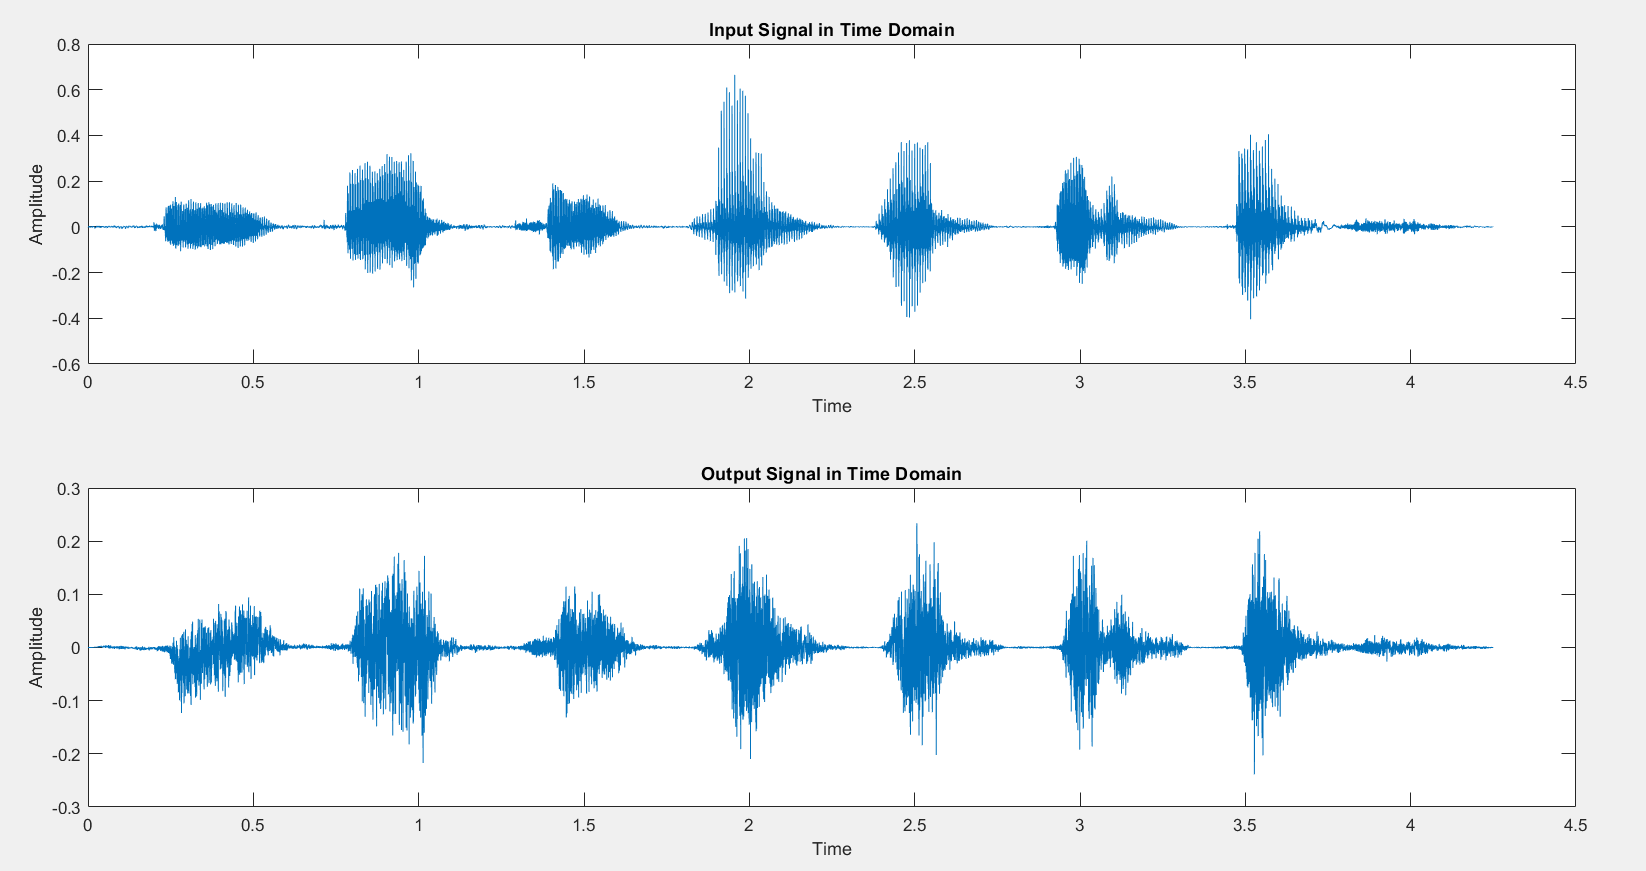 Input Signal in Time Domain
0.8
0.6
0.4
0.2
0
-0.2
-0.4
-0.6
Amplitude
0 0.5 1 1.5 2 2.5 3 3.5 4 4.5
Time
Output Signal in Time Domain
0.3
0.2
0.1
0
-0.1
-0.2
-0.3
Amplitude
0 0.5 1 1.5 2 2.5 3 3.5 4 4.5
Time